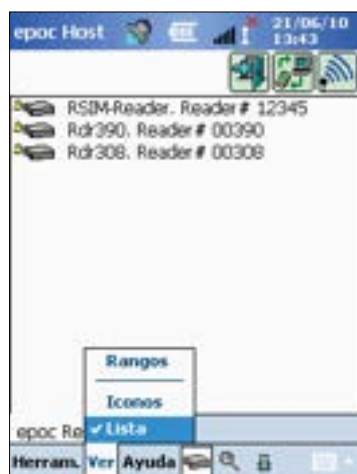 epoc Host 21/06/10
13:43
RSIM-Reader. Reader# 12345
Rdr390. Reader# 00390
Rdr308. Reader# 00308
Rangos
Iconos
✓Lista
epoc Re
Herram. Ver Ayuda